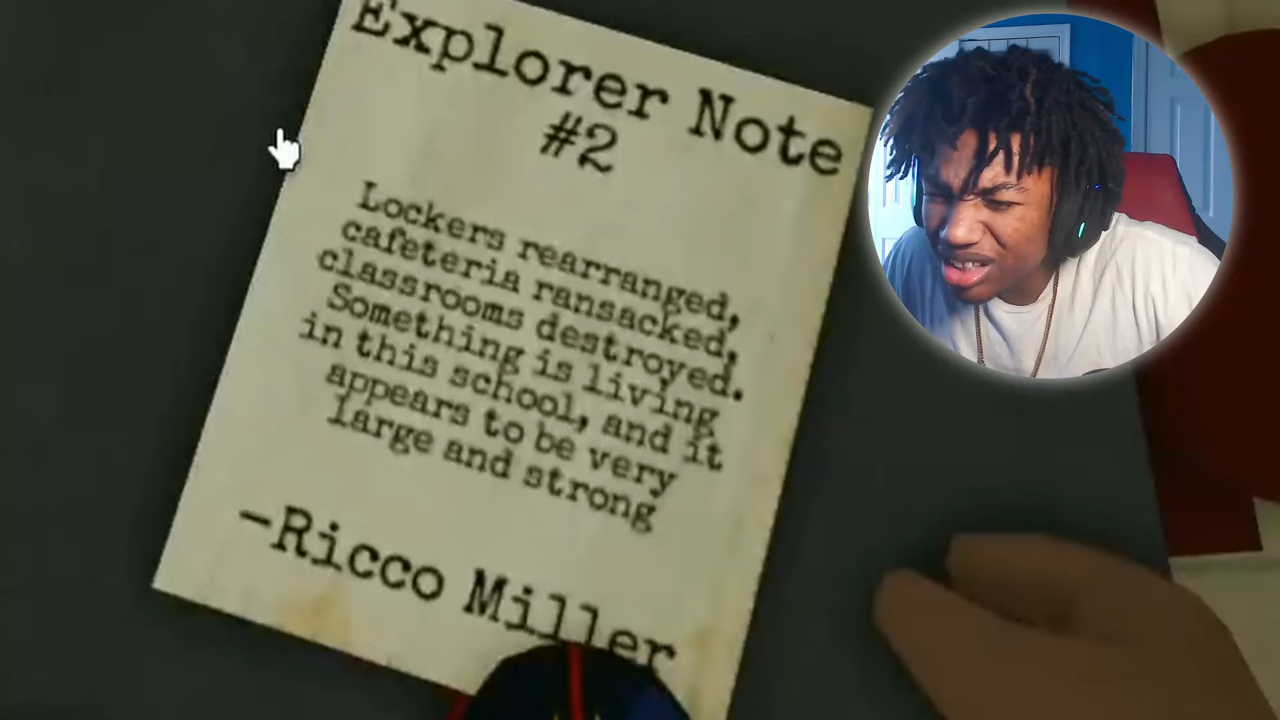 Explorer Note
#2
Lockers rearranged,
cafeteria ransacked,
classrooms destroyed.
Something is living
in this school, and it
appears to be very
large and strong
-Ricco Miller